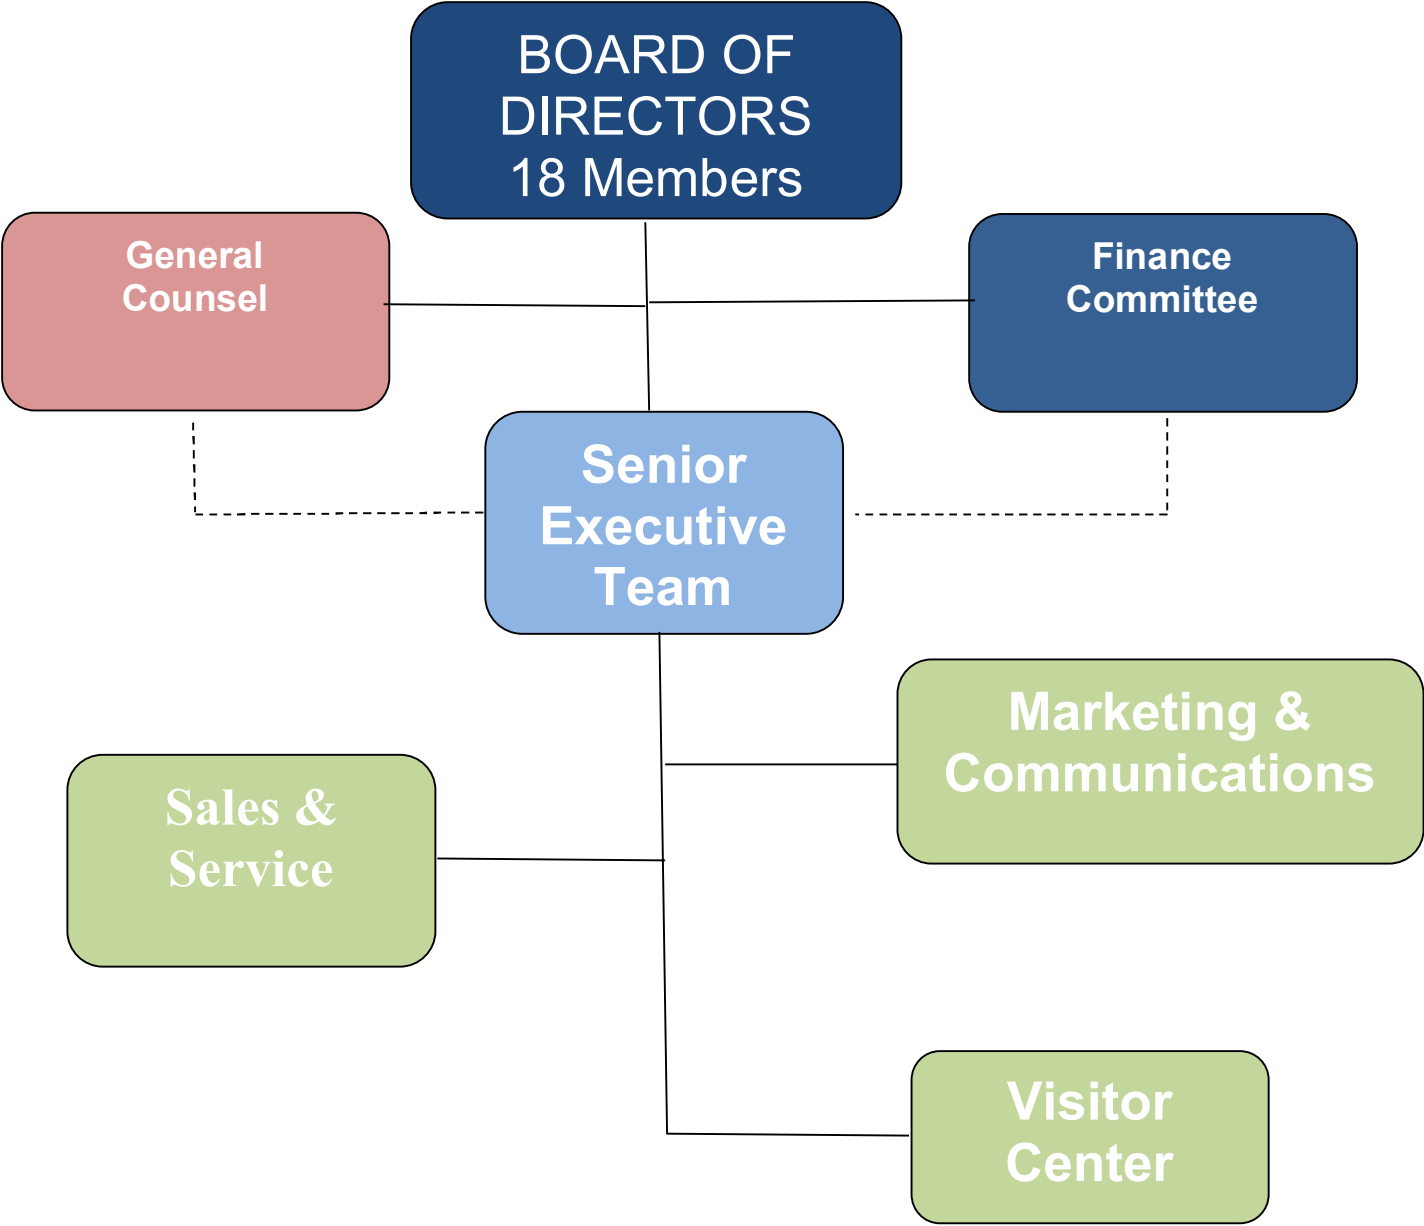 BOARD OF
DIRECTORS
18 Members
General
Counsel
Finance
Committee
Senior
Executive
Team
Marketing &
Communications
Sales &
Service
Visitor
Center